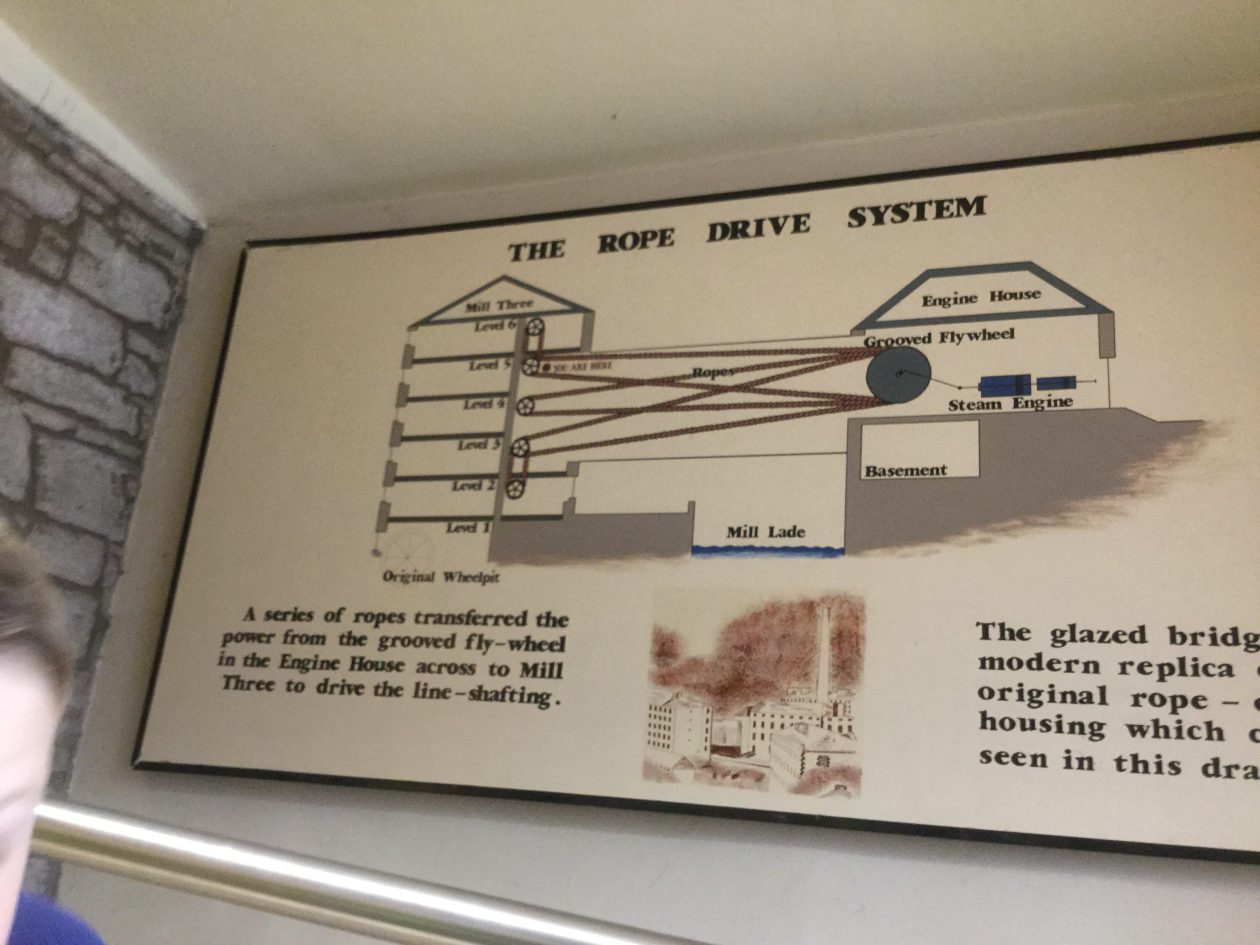 THE ROPE DRIVE SYSTEM
Mill Three
Engine House
Level 6
Grooved Flywheel
Level 5
YOU ARE HERE
Ropes
Level 4
Steam Engine
Level 3
Basement
Level 2
Level 1
Mill Lade
Original Wheelpit
A series of ropes transferred the
power from the grooved fly-wheel
in the Engine House across to Mill
Three to drive the line-shafting.
The glazed bridg
modern replica
original rope -
housing which
seen in this dra